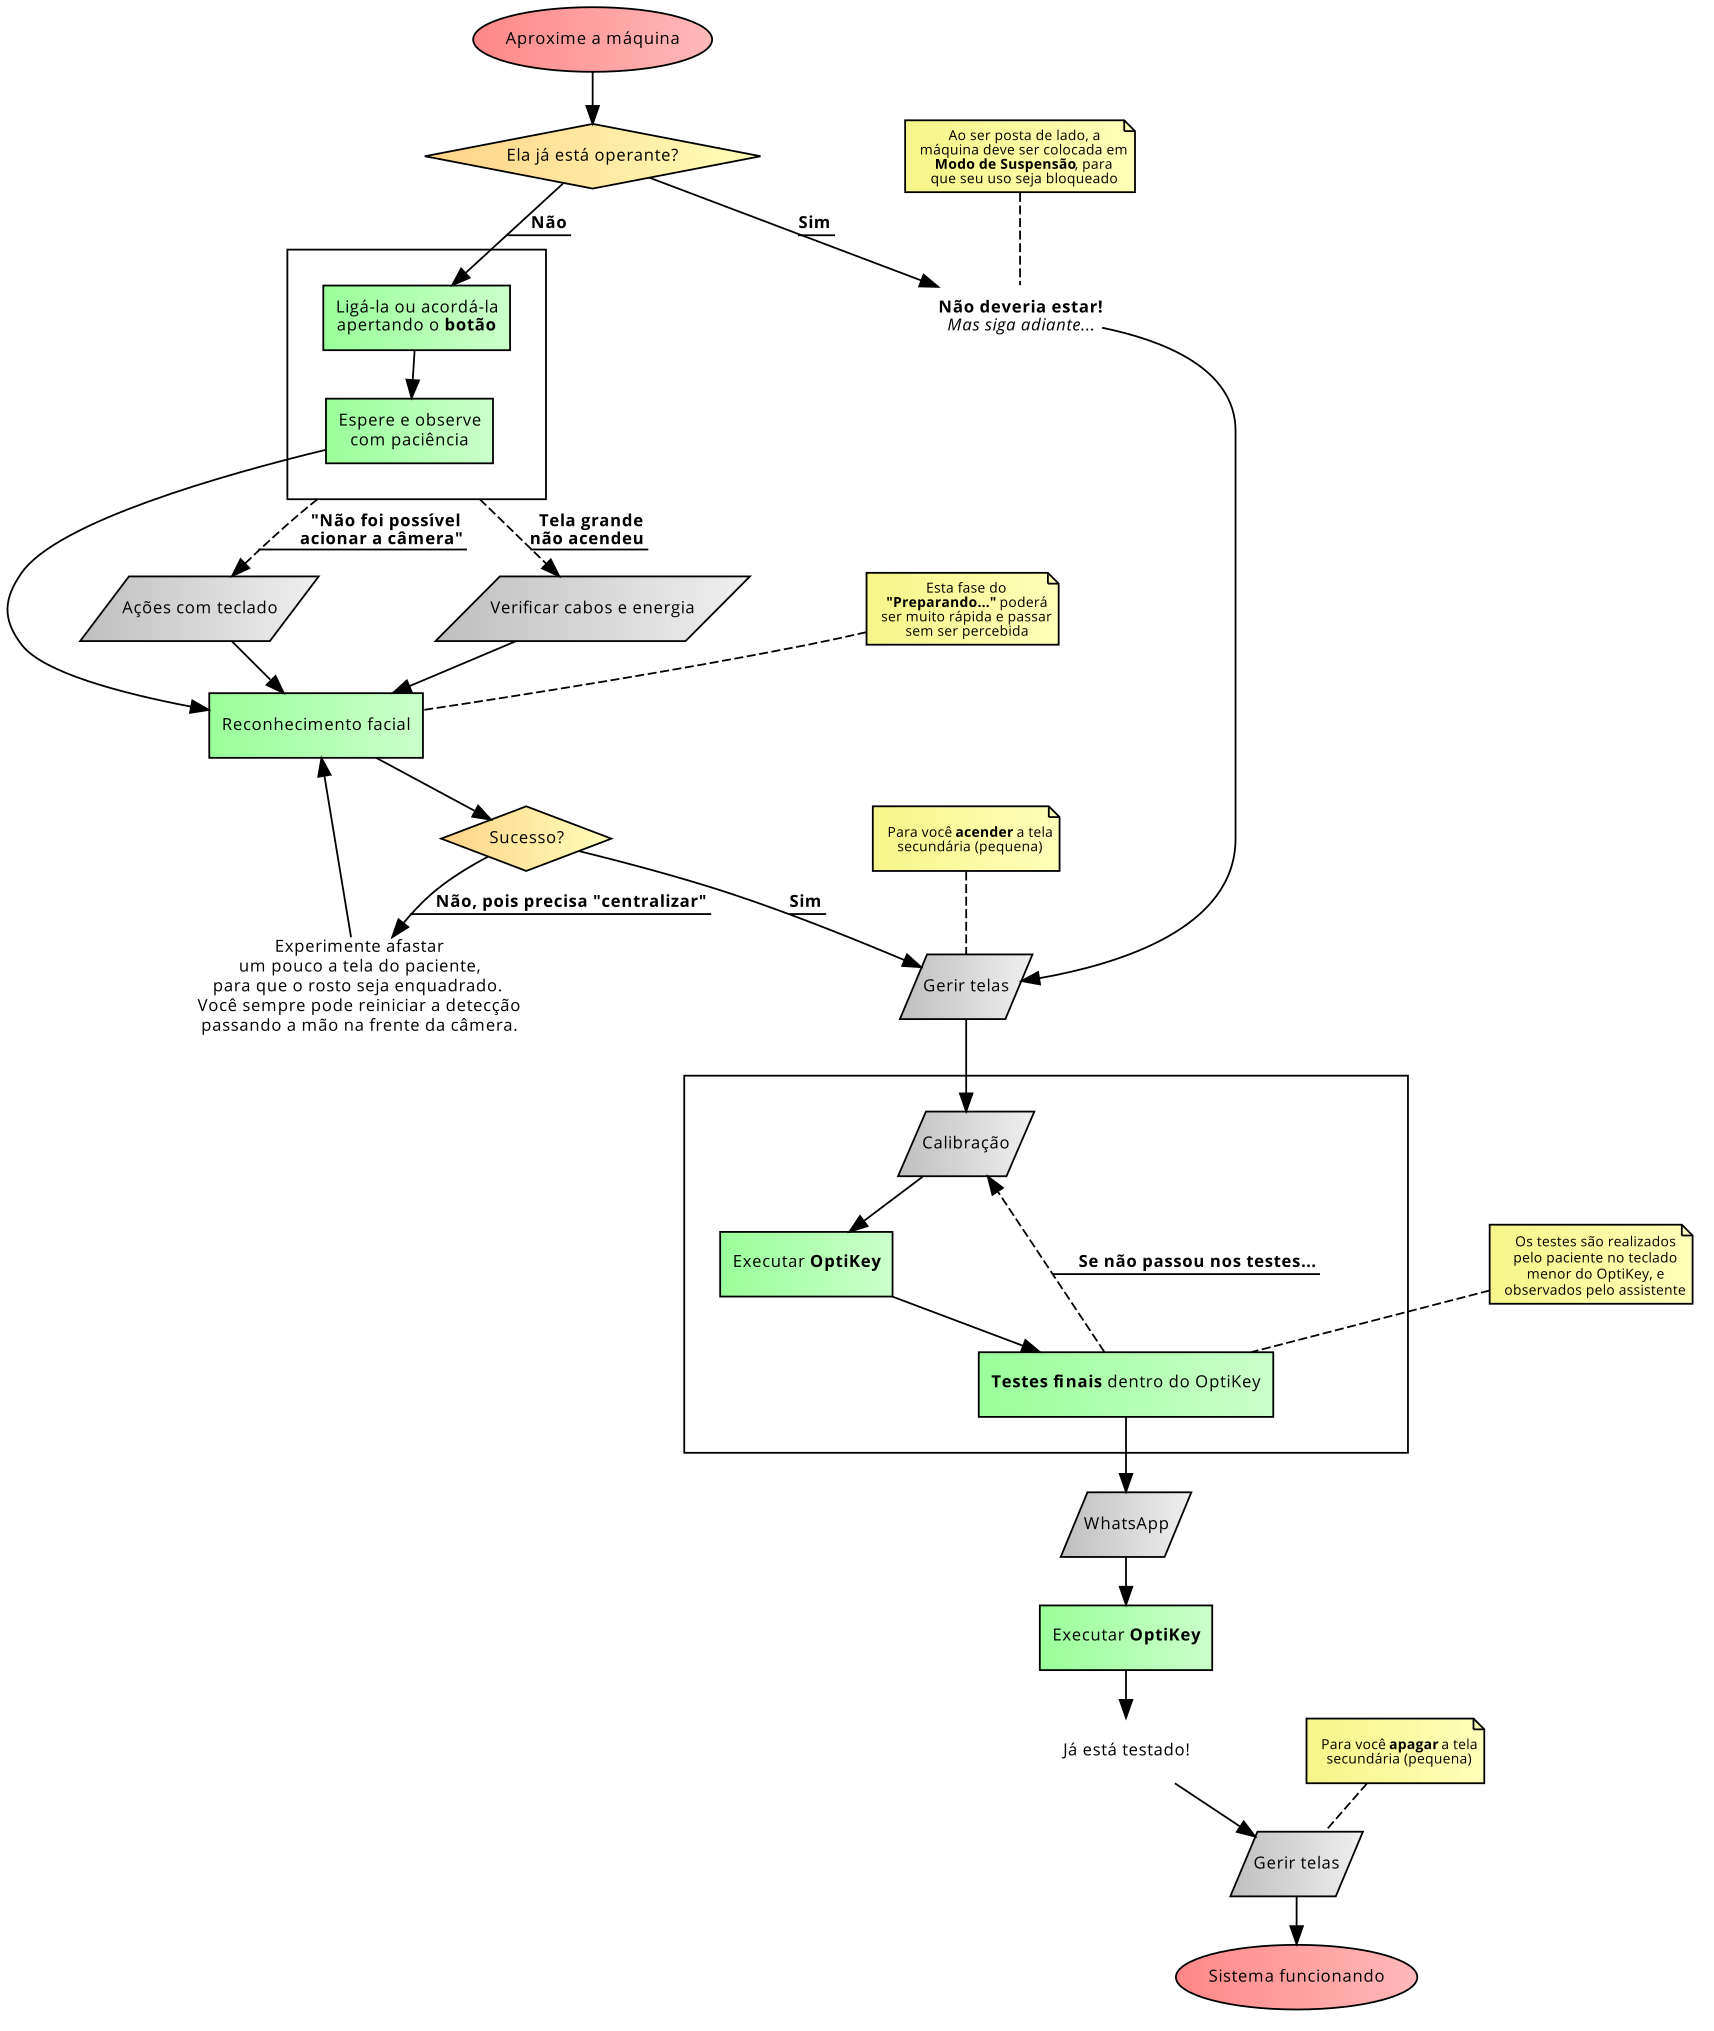 Aproxime a máquina
Ela já está operante?
Ao ser posta de lado, a
máquina deve ser colocada em
Modo de Suspensão, para
que seu uso seja bloqueado
Não
Sim
Ligá-la ou acordá-la
apertando o botão
Não deveria estar!
Mas siga adiante...
Espere e observe
com paciência
"Não foi possível
acionar a câmera"
Tela grande
não acendeu
Ações com teclado
Verificar cabos e energia
Esta fase do
"Preparando..." poderá
ser muito rápida e passar
sem ser percebida
Reconhecimento facial
Sucesso?
Para você acender a tela
secundária (pequena)
Não, pois precisa "centralizar"
Sim
Experimente afastar
um pouco a tela do paciente,
para que o rosto seja enquadrado.
Você sempre pode reiniciar a detecção
passando a mão na frente da câmera.
Gerir telas
Calibração
Executar OptiKey
Se não passou nos testes...
Os testes são realizados
pelo paciente no teclado
menor do OptiKey, e
observados pelo assistente
Testes finais dentro do OptiKey
WhatsApp
Executar OptiKey
Já está testado!
Para você apagar a tela
secundária (pequena)
Gerir telas
Sistema funcionando